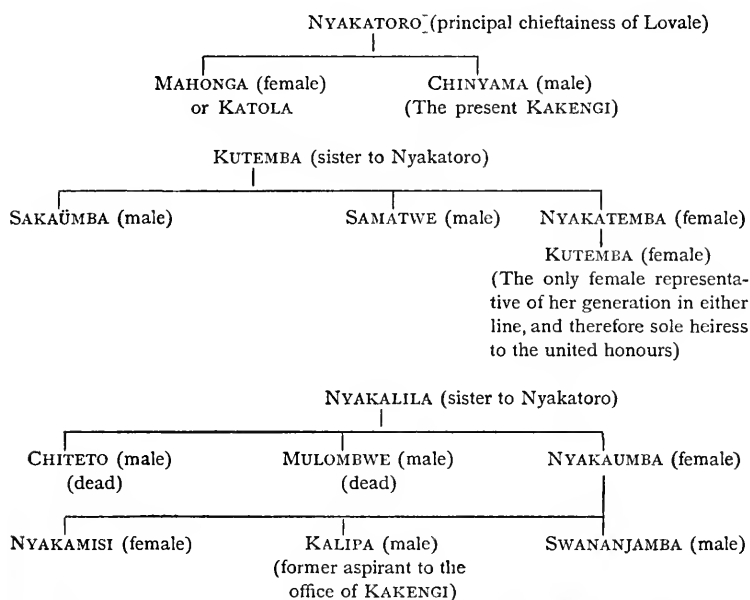 NYAKATORO (principal chieftainess of Lovale)
MAHONGA (female) CHINYAMA (male)
or KATOLA (The present KAKENGI)
KUTEMBA (sister to Nyakatoro)
SAKAÜMBA (male) SAMATWE (male) NYAKATEMBA (female)
KUTEMBA (female)
(The only female representa-
tive of her generation in either
line, and therefore sole heiress
to the united honours)
NYAKALILA (sister to Nyakatoro)
CHITETO (male) MULOMBWE (male) NYAKAUMBA (female)
(dead) (dead)
NYAKAMISI (female) KALIPA (male) SWANANJAMBA (male)
(former aspirant to the
office of KAKENGI)